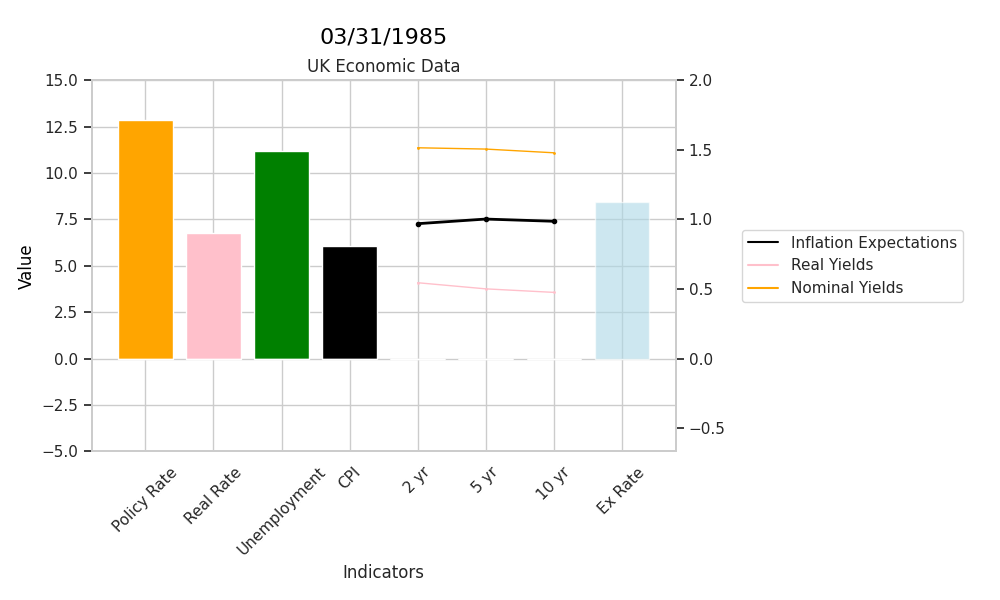 03/31/1985
UK Economic Data
15.0
12.5
10.0
7.5
5.0
2.5
0.0
−2.5
−5.0
Value
2.0
1.5
1.0
0.5
0.0
−0.5
Inflation Expectations
Real Yields
Nominal Yields
Policy Rate
Real Rate
Unemployment
CPI
2 yr
5 yr
10 yr
Ex Rate
Indicators